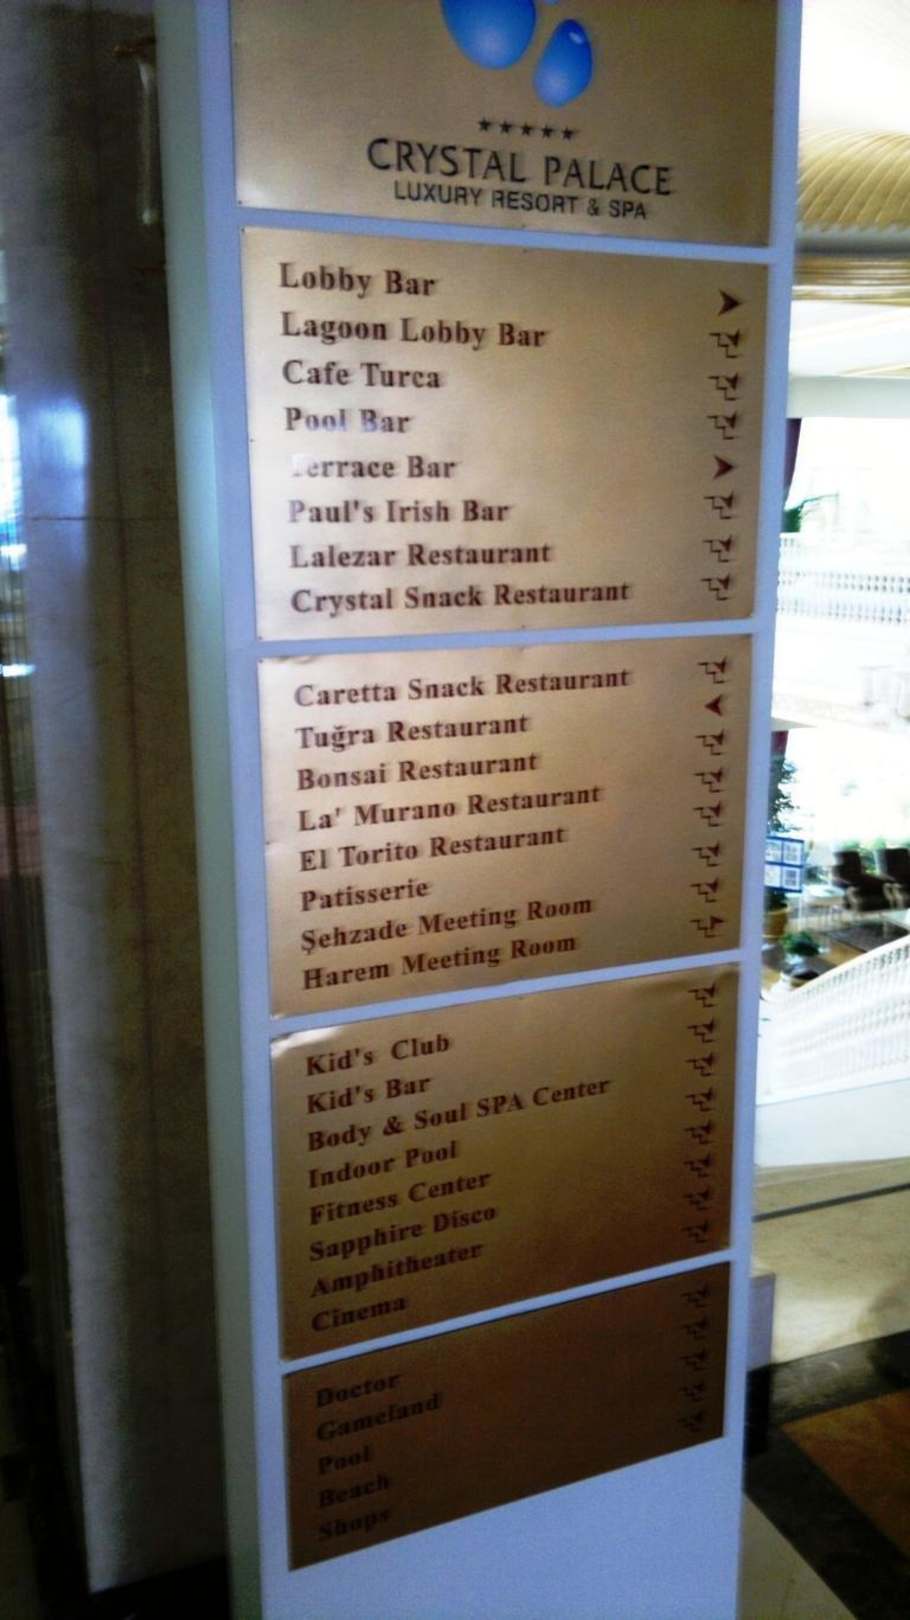 CRYSTAL PALACE
LUXURY RESORT & SPA
Lobby Bar
Lagoon Lobby Bar
Cafe Turca
Pool Bar
Terrace Bar
Paul's Irish Bar
Lalezar Restaurant
Crystal Snack Restaurant
Caretta Snack Restaurant
Tuğra Restaurant
Bonsai Restaurant
La' Murano Restaurant
El Torito Restaurant
Patisserie
Şehzade Meeting Room
Harem Meeting Room
Kid's Club
Kid's Bar
Body & Soul SPA Center
Indoor Pool
Fitness Center
Sapphire Disco
Amphitheater
Cinema
Doctor
Gameland
Pool
Beach
Shops